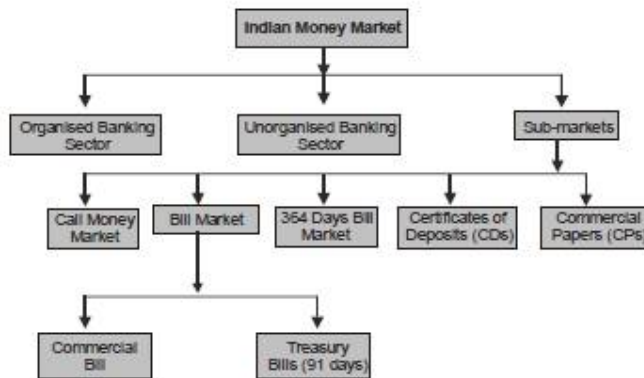 Indian Money Market
Organised Banking
Sector
Unorganised Banking
Sector
Sub-markets
Call Money
Market
Bill Market
364 Days Bill
Market
Certificates of
Deposits (CDs)
Commercial
Papers (CPs)
Commercial
Bill
Treasury
Bills (91 days)